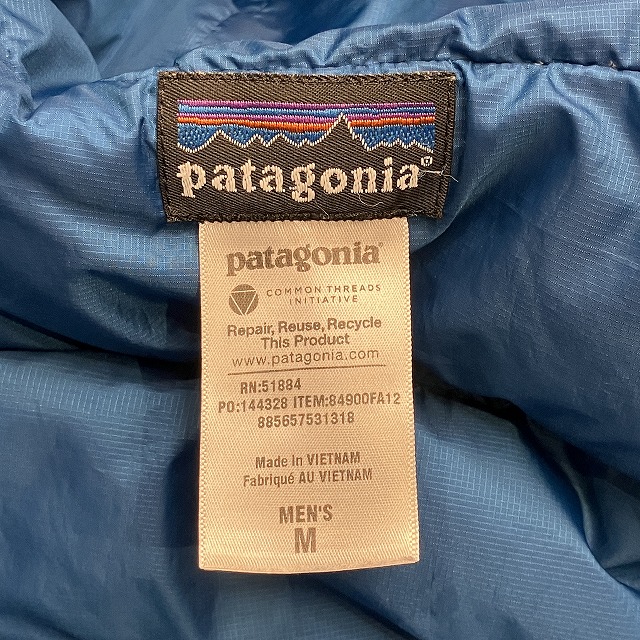 patagonia®
patagonia®
COMMON THREADS
INITIATIVE
Repair, Reuse, Recycle
This Product
www.patagonia.com
RN:51884
PO:144328 ITEM:84900FA12
885657531318
Made in VIETNAM
Fabriqué AU VIETNAM
MEN'S
M